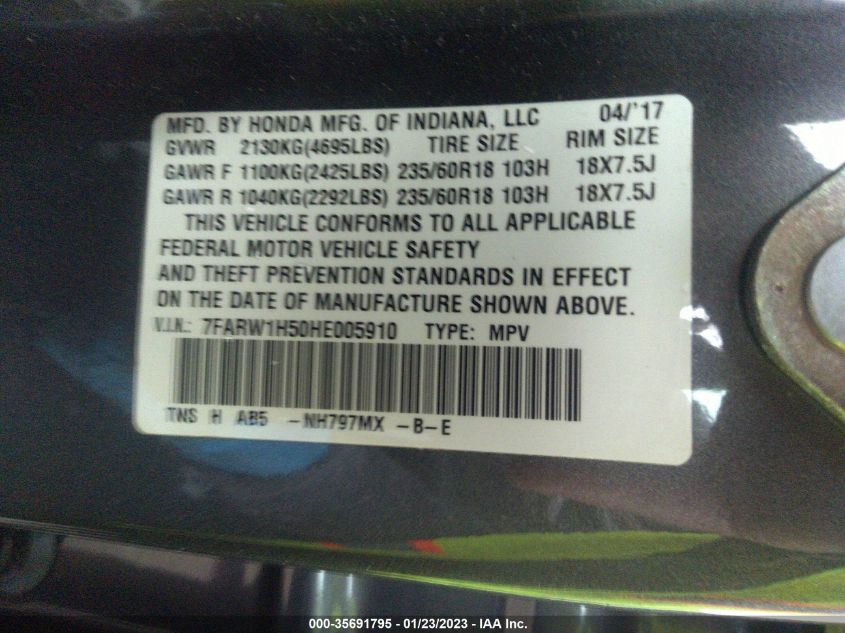 MFD. BY HONDA MFG. OF INDIANA, LLC 04/'17
GVWR 2130KG(4695LBS) TIRE SIZE RIM SIZE
GAWR F 1100KG(2425LBS) 235/60R18 103H 18X7.5J
GAWR R 1040KG(2292LBS) 235/60R18 103H 18X7.5J
THIS VEHICLE CONFORMS TO ALL APPLICABLE
FEDERAL MOTOR VEHICLE SAFETY
AND THEFT PREVENTION STANDARDS IN EFFECT
ON THE DATE OF MANUFACTURE SHOWN ABOVE.
V.I.N.: 7FARW1H50HE005910 TYPE: MPV
TNS H AB5 -NH797MX -B-E
000-35691795 - 01/23/2023 - IAA Inc.